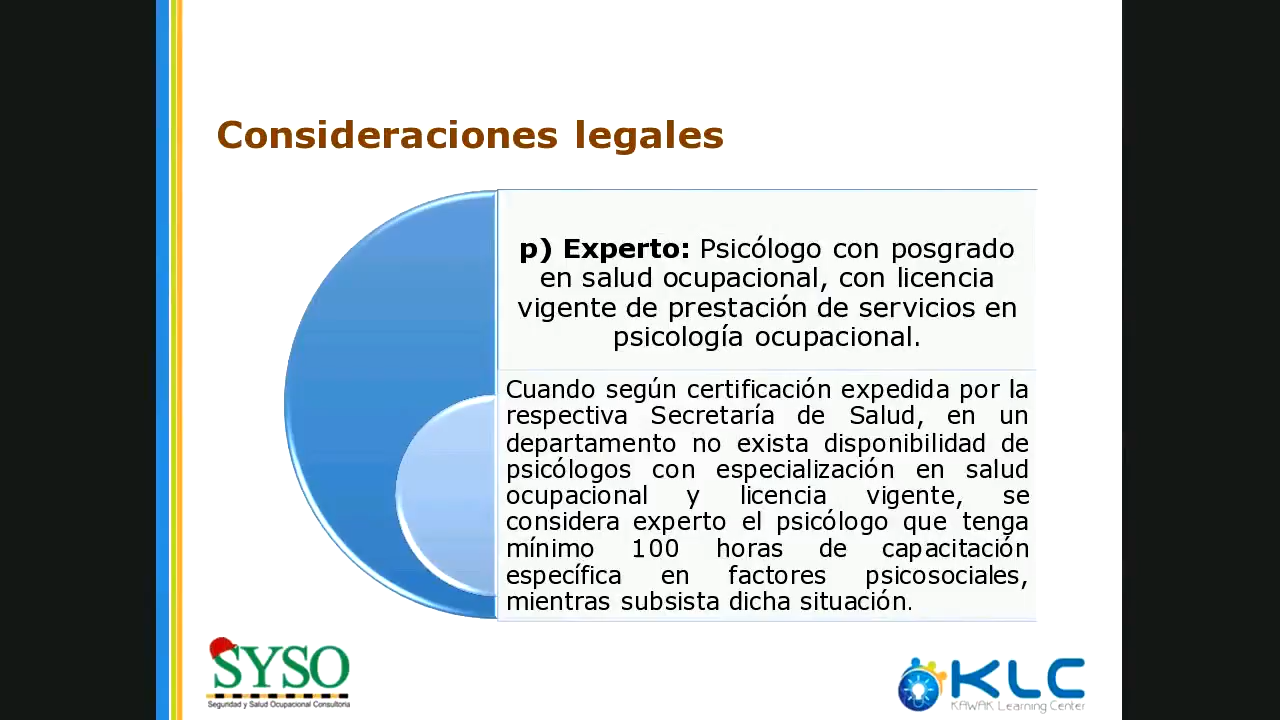 Consideraciones legales
p) Experto: Psicólogo con posgrado
en salud ocupacional, con licencia
vigente de prestación de servicios en
psicología ocupacional.
Cuando según certificación expedida por la
respectiva Secretaría de Salud, en un
departamento no exista disponibilidad de
psicólogos con especialización en salud
ocupacional y licencia vigente, se
considera experto el psicólogo que tenga
mínimo 100 horas de capacitación
específica en factores psicosociales,
mientras subsista dicha situación.
SYSO
Seguridad y Salud Ocupacional Consultoria
KLC
KAWAK Learning Center